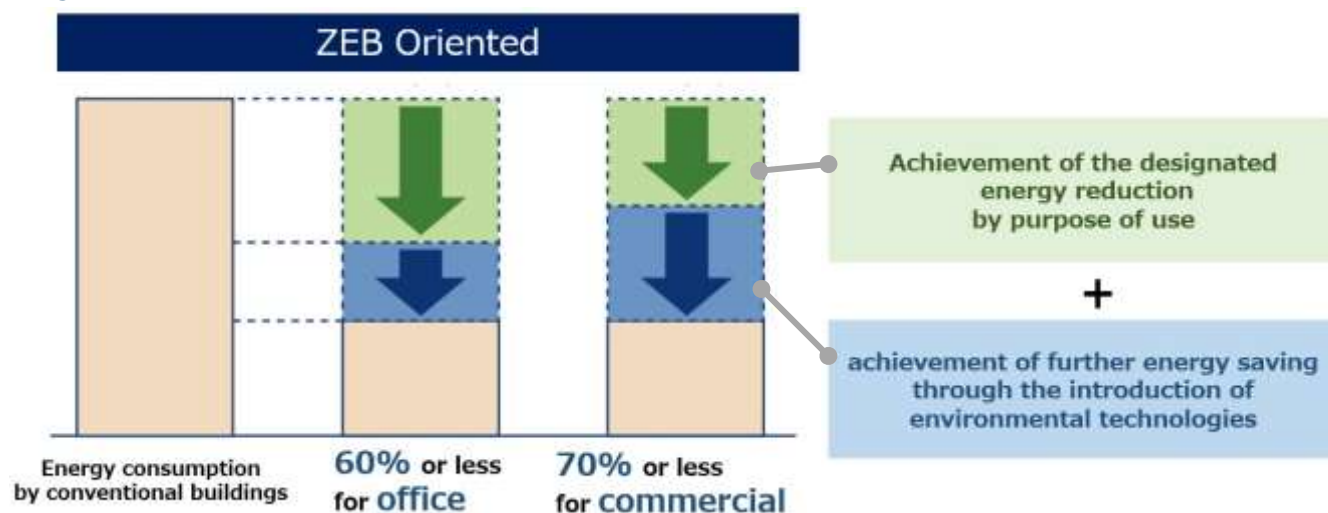 ZEB Oriented
Achievement of the designated
energy reduction
by purpose of use
+
achievement of further energy saving
through the introduction of
environmental technologies
Energy consumption
by conventional buildings
60% or less
for office
70% or less
for commercial